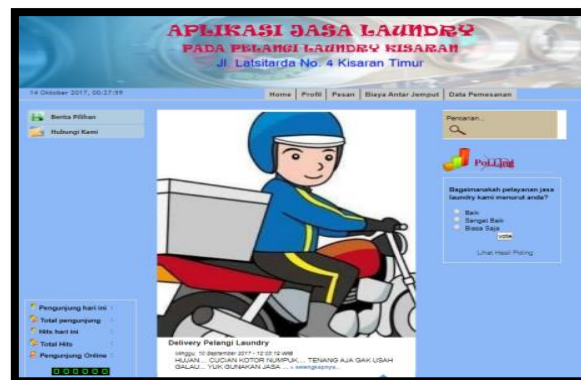 APLIKASI JASA LAUNDRY
PADA PELANGI LAUNDRY KISARAN
Jl. Latsitarda No. 4 Kisaran Timur
14 Oktober 2017, 00:37:59
Home Profil Pesan Biaya Antar Jemput Data Pemesanan
Berita Pilihan
Hubungi Kami
Pencarian...
PoLLing
Bagaimanakah pelayanan jasa
laundry kami menurut anda?
Baik
Sangat Baik
Biasa Saja
vote
Lihat Hasil Poling
Pengunjung hari ini :
Total pengunjung :
Hits hari ini :
Total Hits :
Pengunjung Online :
Delivery Pelangi Laundry
Minggu, 10 September 2017 - 12:03:12 WIB
HUJAN.... CUCIAN KOTOR NUMPUK.... TENANG AJA GAK USAH
GALAU... YUK GUNAKAN JASA ... » selengkapnya...